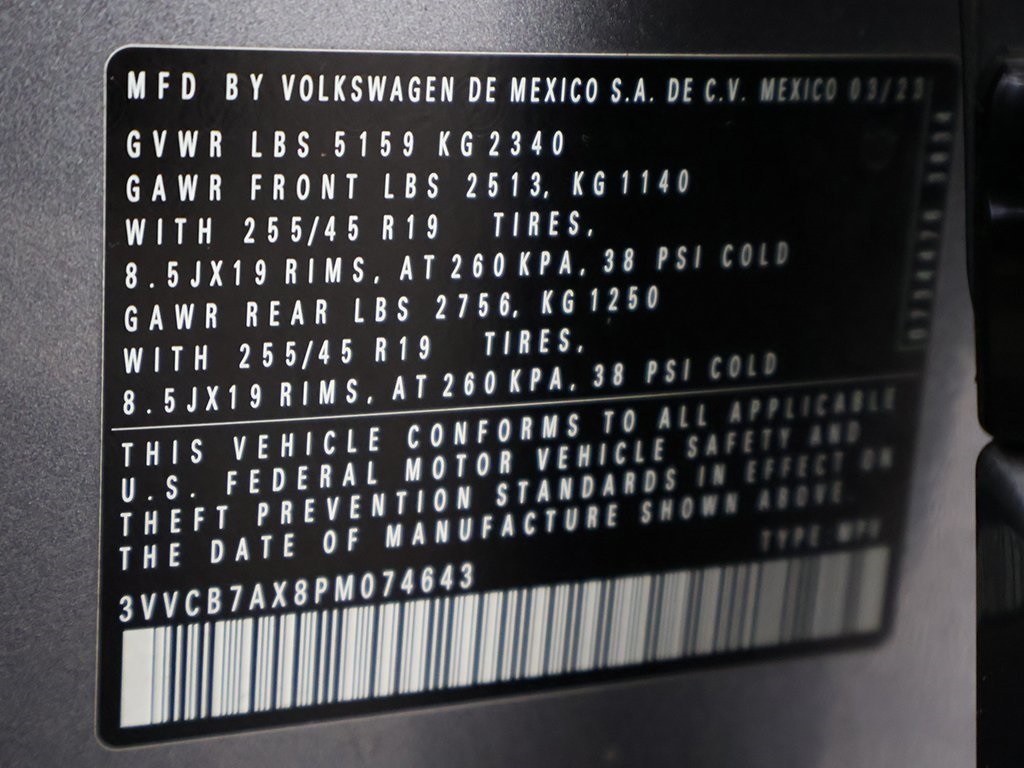 MFD BY VOLKSWAGEN DE MEXICO S.A. DE C.V. MEXICO 03/23
GVWR LBS 5159 KG 2340
GAWR FRONT LBS 2513, KG 1140
WITH 255/45 R19 TIRES,
8.5JX19 RIMS, AT 260 KPA, 38 PSI COLD
GAWR REAR LBS 2756, KG 1250
WITH 255/45 R19 TIRES,
8.5JX19 RIMS, AT 260 KPA, 38 PSI COLD
THIS VEHICLE CONFORMS TO ALL APPLICABLE
U.S. FEDERAL MOTOR VEHICLE SAFETY AND
THEFT PREVENTION STANDARDS IN EFFECT ON
THE DATE OF MANUFACTURE SHOWN ABOVE
TYPE MPV
3VVCB7AX8PM074643